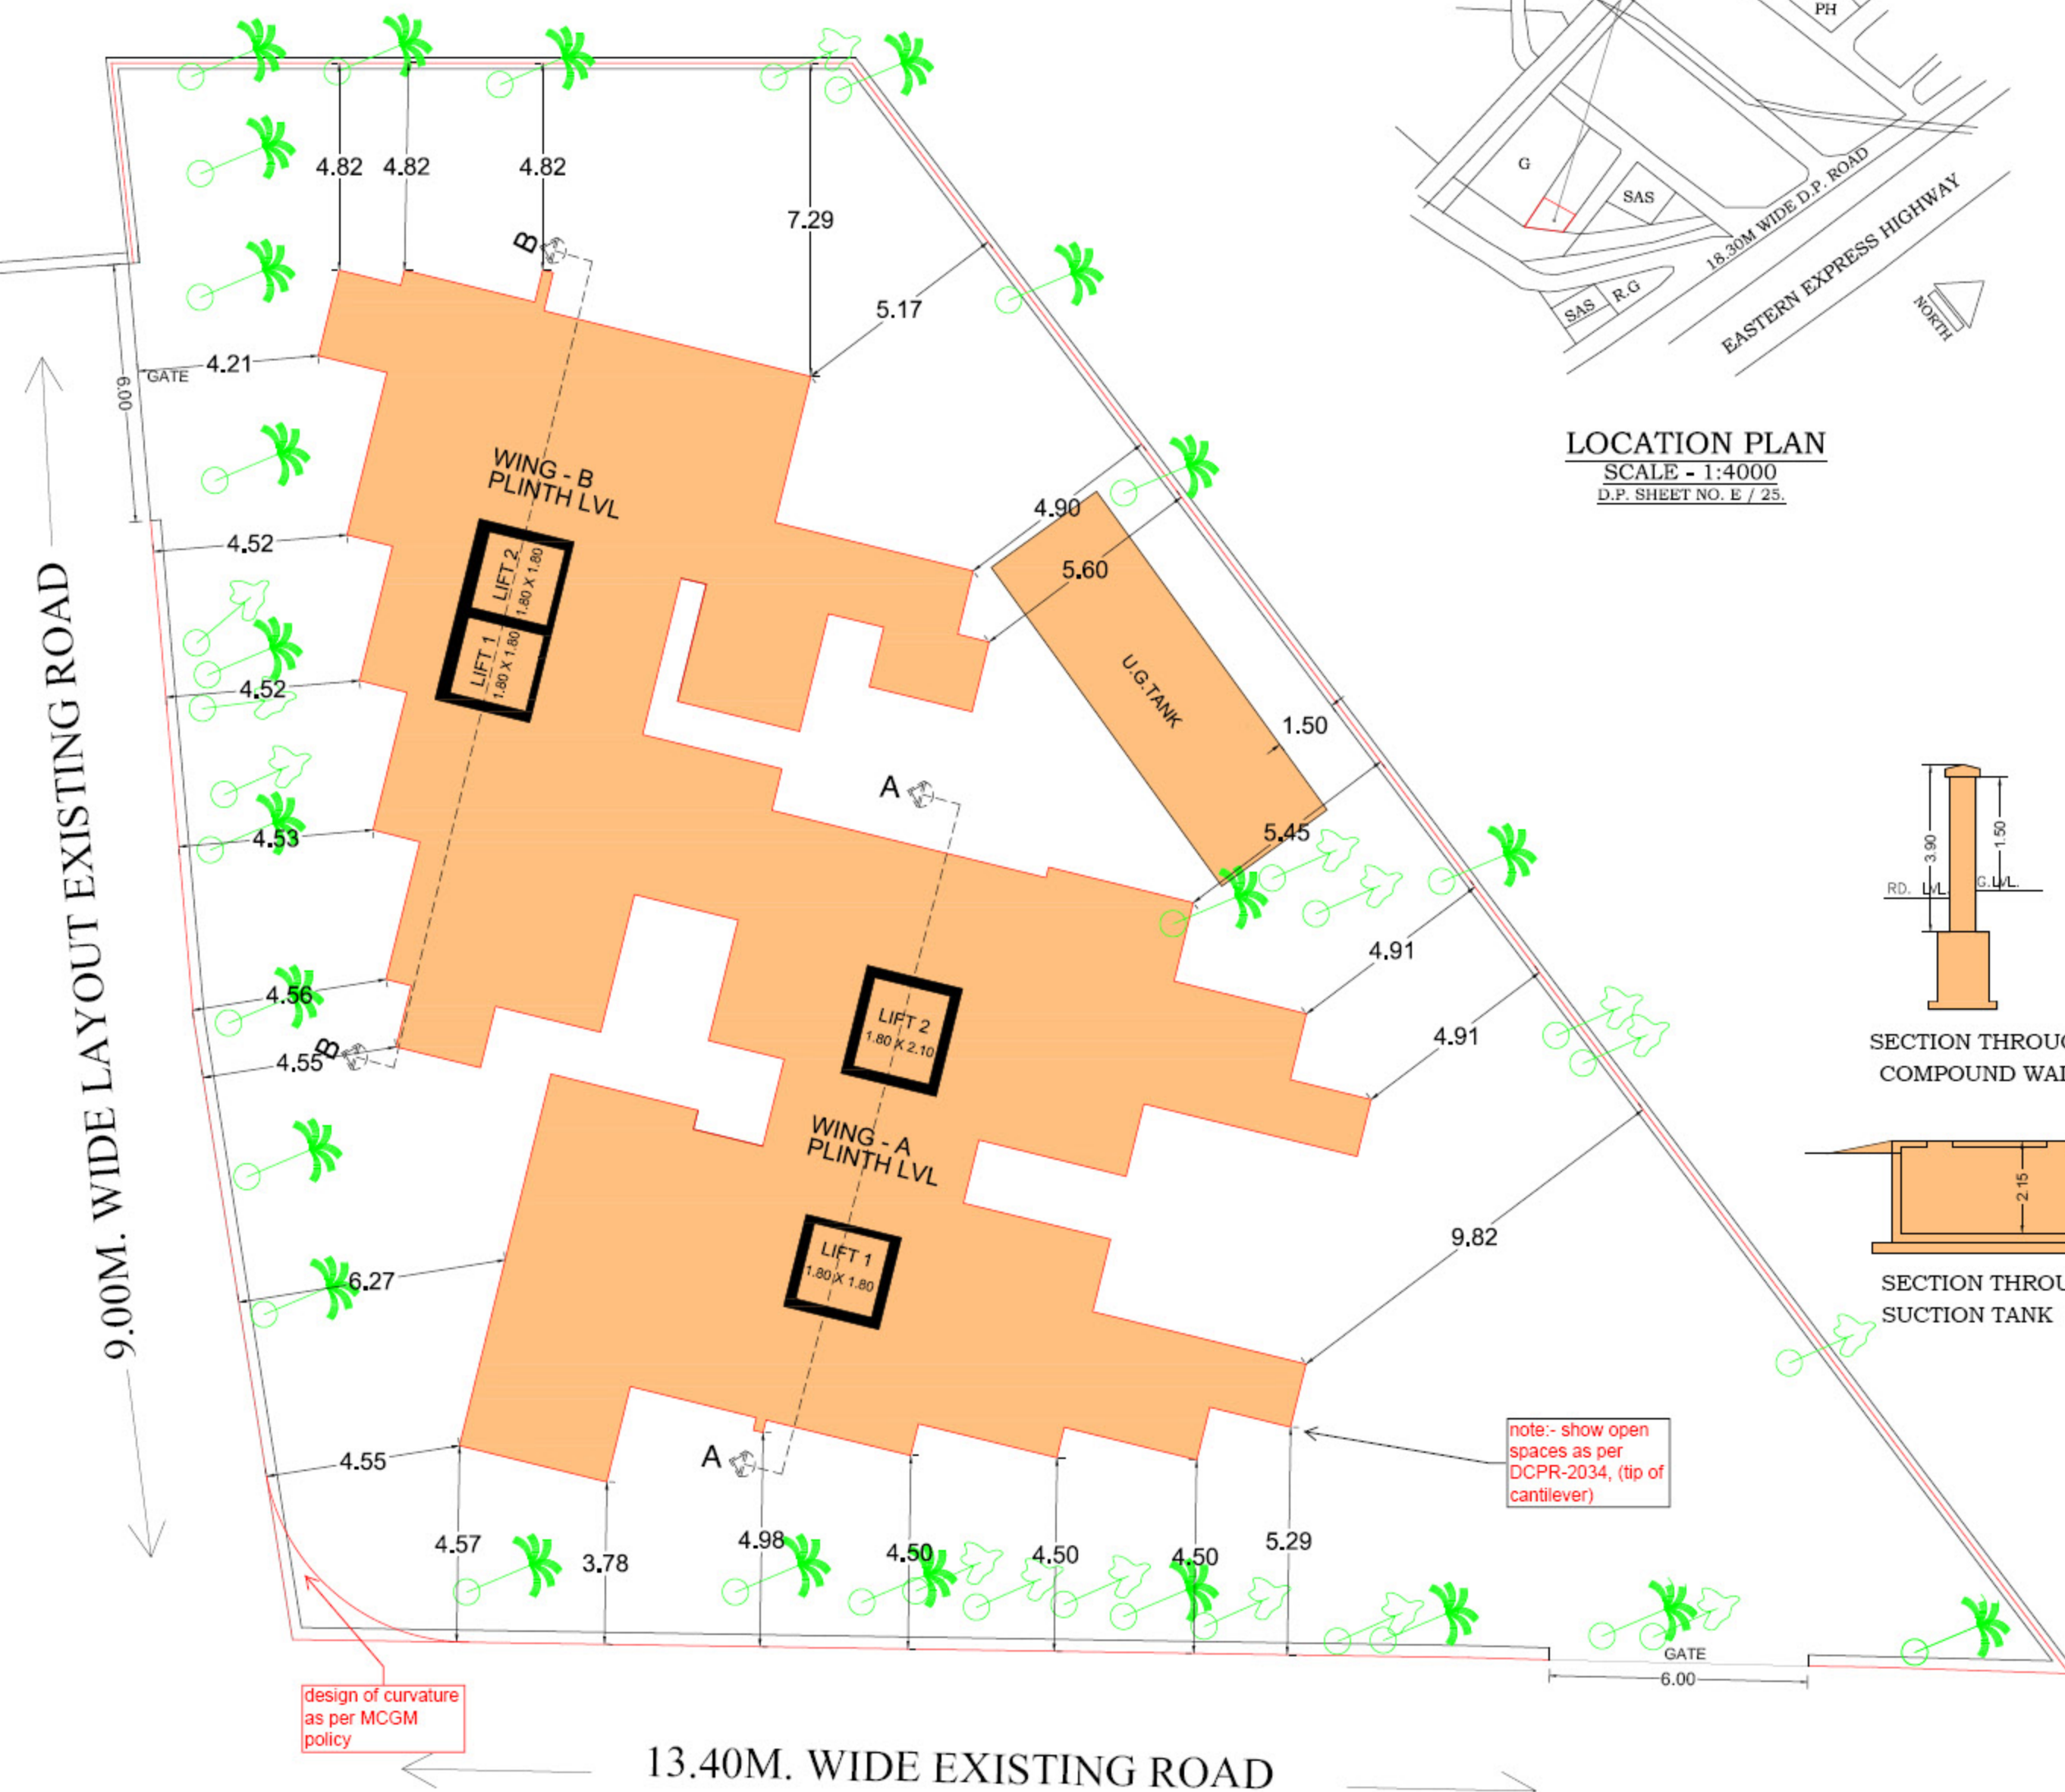 PH
G
SAS
18.30M WIDE D.P. ROAD
EASTERN EXPRESS HIGHWAY
SAS
R.G
NORTH
LOCATION PLAN
SCALE - 1:4000
D.P. SHEET NO. E / 25.
4.82
4.82
4.82
7.29
B
5.17
4.21
GATE
6.00
WING - B
PLINTH LVL
4.90
4.52
5.60
LIFT 2
1.80 X 1.80
LIFT 1
1.80 X 1.80
4.52
U.G.TANK
1.50
A
4.53
5.45
3.90
1.50
RD. LVL.
G.LVL.
4.91
4.56
LIFT 2
1.80 X 2.10
4.91
SECTION THROUG
COMPOUND WAL
4.55
B
WING - A
PLINTH LVL
2.15
9.82
6.27
LIFT 1
1.80 X 1.80
SECTION THROU
SUCTION TANK
9.00M. WIDE LAYOUT EXISTING ROAD
4.55
A
note:- show open
spaces as per
DCPR-2034, (tip of
cantilever)
4.57
3.78
4.98
4.50
4.50
4.50
5.29
GATE
6.00
design of curvature
as per MCGM
policy
13.40M. WIDE EXISTING ROAD